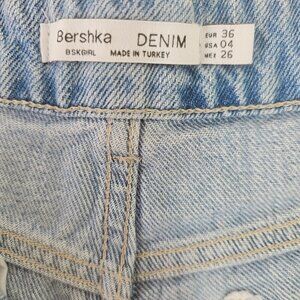 Bershka DENIM
BSKGIRL MADE IN TURKEY
EUR 36
USA 04
MEX 26